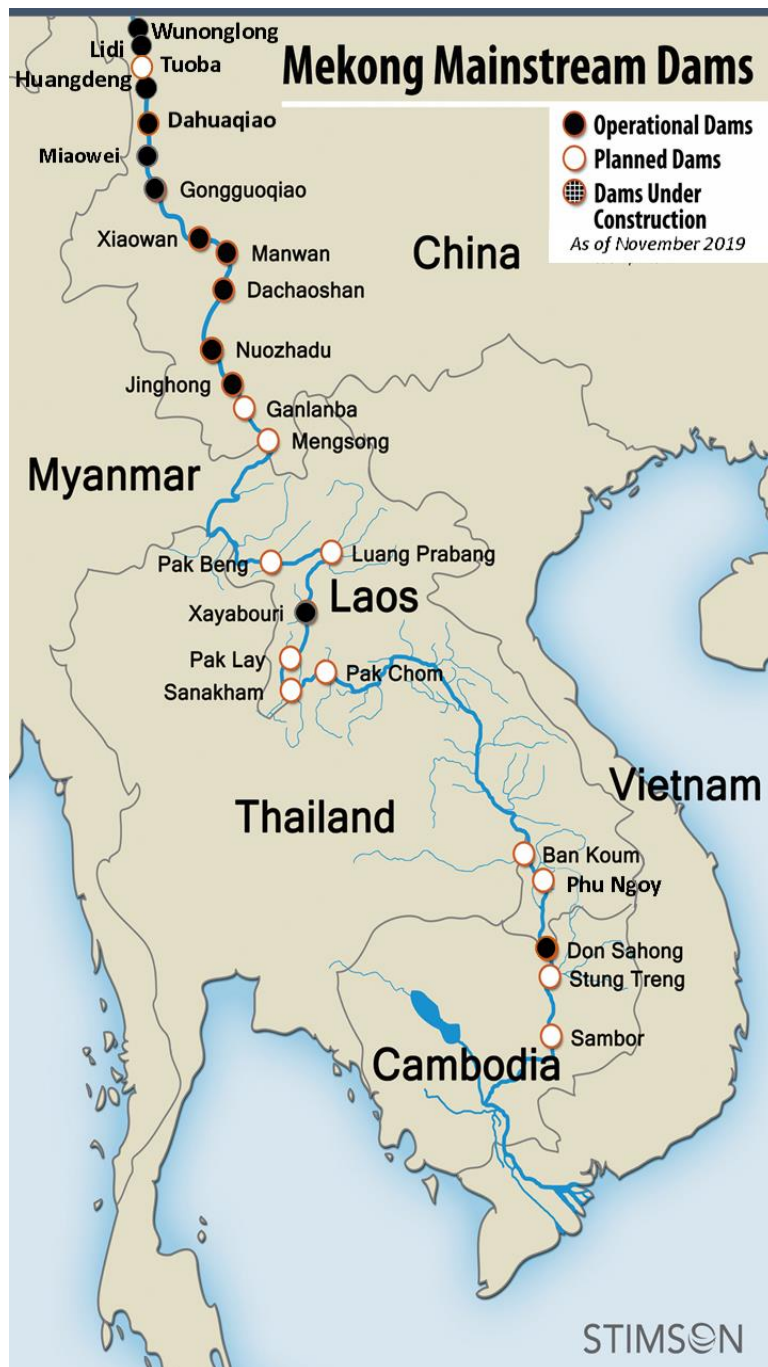 Mekong Mainstream Dams
Operational Dams
Planned Dams
Dams Under
Construction
As of November 2019
Wunonglong
Lidi
Tuoba
Huangdeng
Dahuaqiao
Miaowei
Gongguoqiao
Xiaowan
Manwan
China
Dachaoshan
Nuozhadu
Jinghong
Ganlanba
Mengsong
Myanmar
Luang Prabang
Pak Beng
Laos
Xayabouri
Pak Lay
Pak Chom
Sanakham
Vietnam
Thailand
Ban Koum
Phu Ngoy
Don Sahong
Stung Treng
Sambor
Cambodia
STIMSON